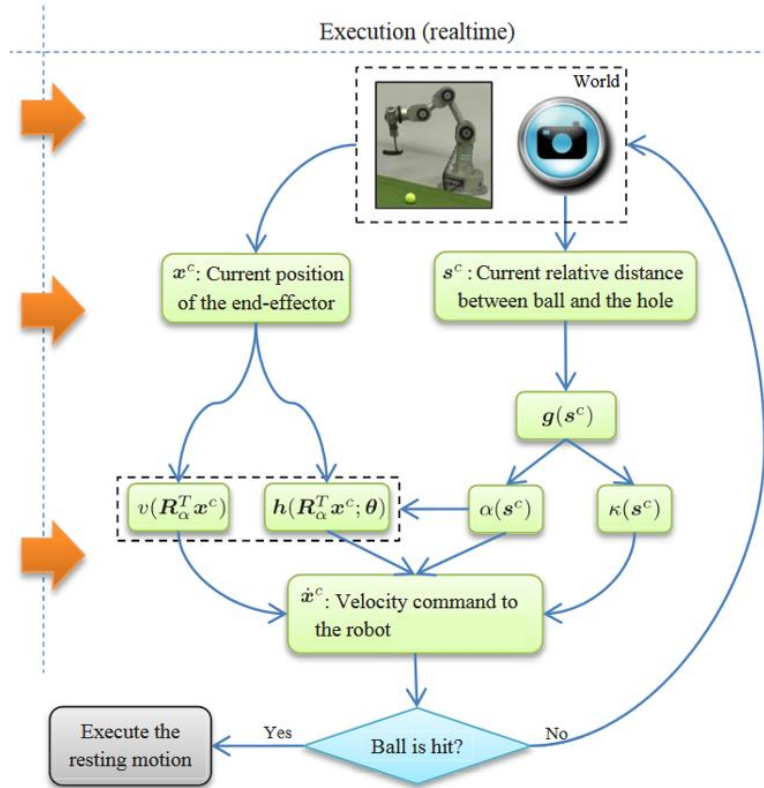 Execution (realtime)
World
x^c: Current position
of the end-effector
s^c: Current relative distance
between ball and the hole
g(s^c)
v(R_α^T x^c)
h(R_α^T x^c; θ)
α(s^c)
κ(s^c)
ẋ^c: Velocity command to
the robot
Execute the
resting motion
Yes
Ball is hit?
No